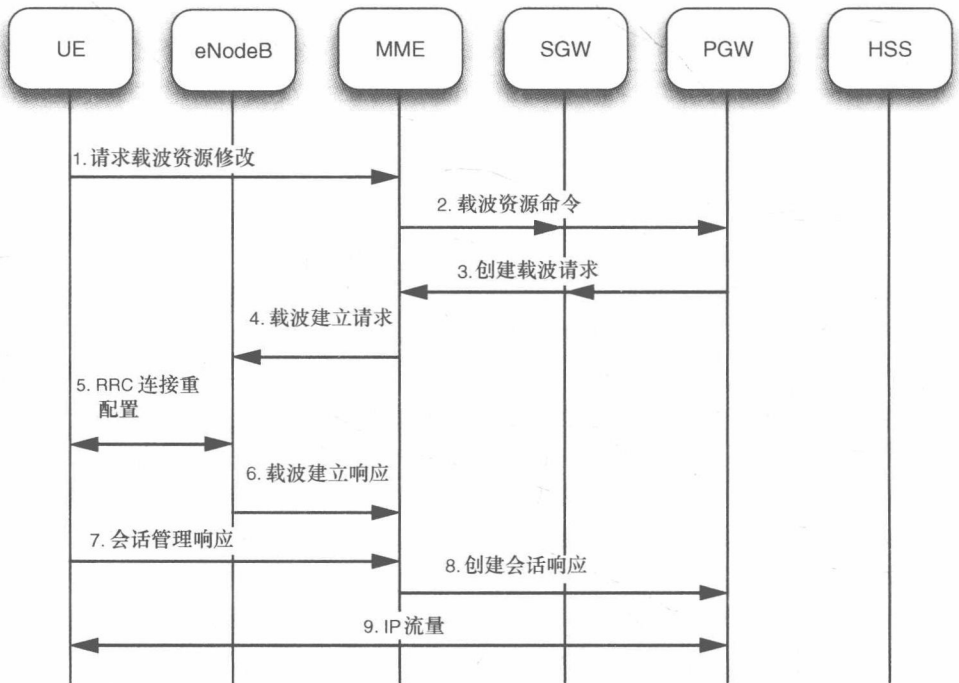 UE
eNodeB
MME
SGW
PGW
HSS
1.请求载波资源修改
2. 载波资源命令
3.创建载波请求
4. 载波建立请求
5. RRC 连接重
配置
6. 载波建立响应
7. 会话管理响应
8.创建会话响应
9. IP 流量